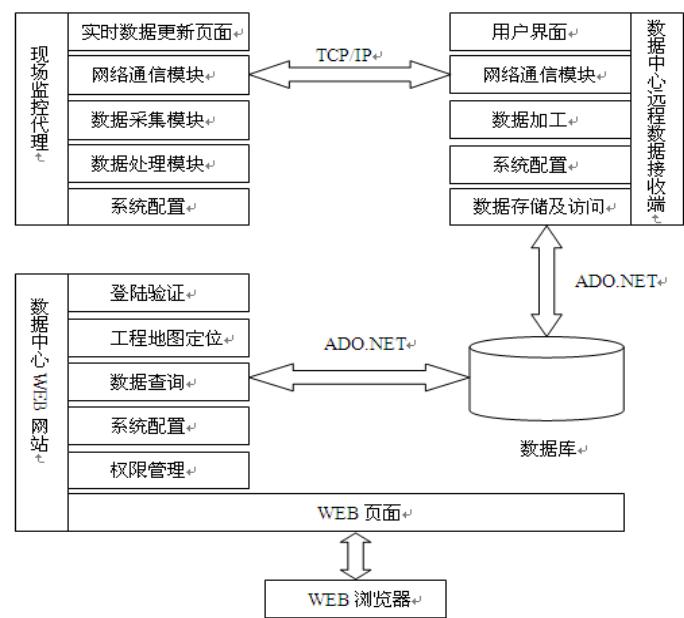 现场监控代理
实时数据更新页面
网络通信模块
数据采集模块
数据处理模块
系统配置
TCP/IP
用户界面
网络通信模块
数据加工
系统配置
数据存储及访问
数据中心远程数据接收端
ADO.NET
数据中心 WEB 网站
登陆验证
工程地图定位
数据查询
系统配置
权限管理
ADO.NET
数据库
WEB 页面
WEB 浏览器